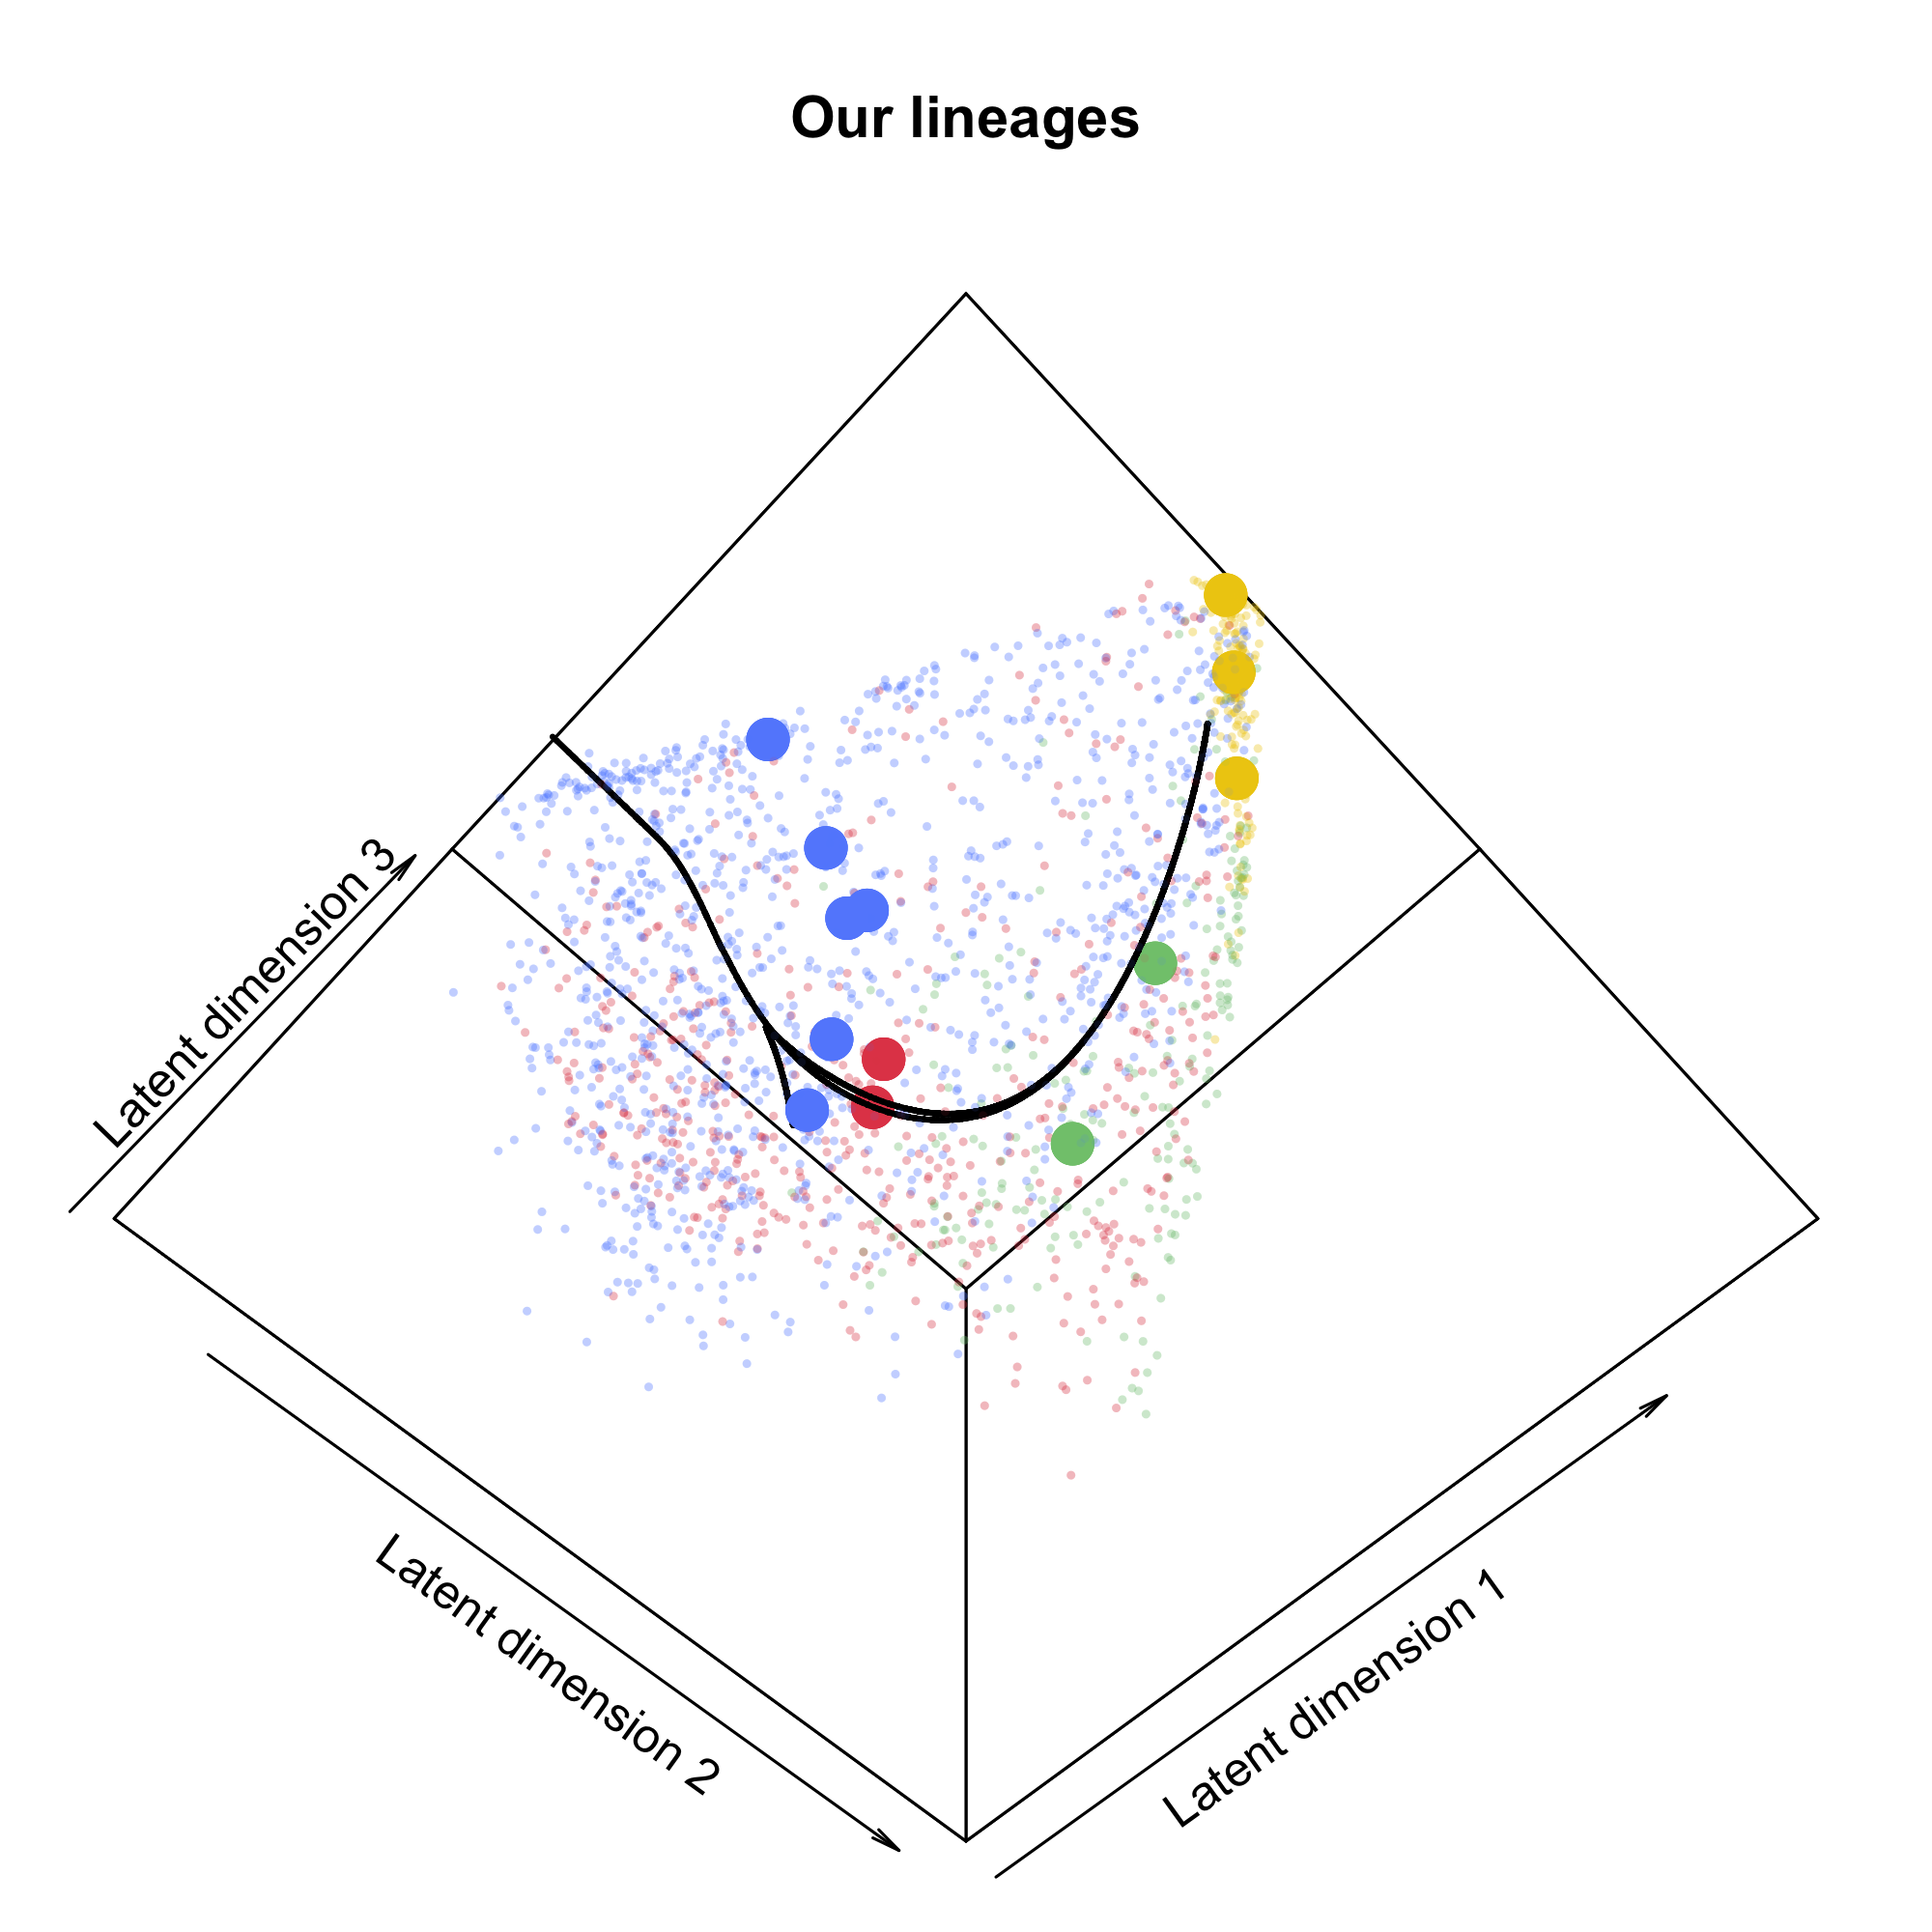 Our lineages
Latent dimension 3
Latent dimension 2
Latent dimension 1